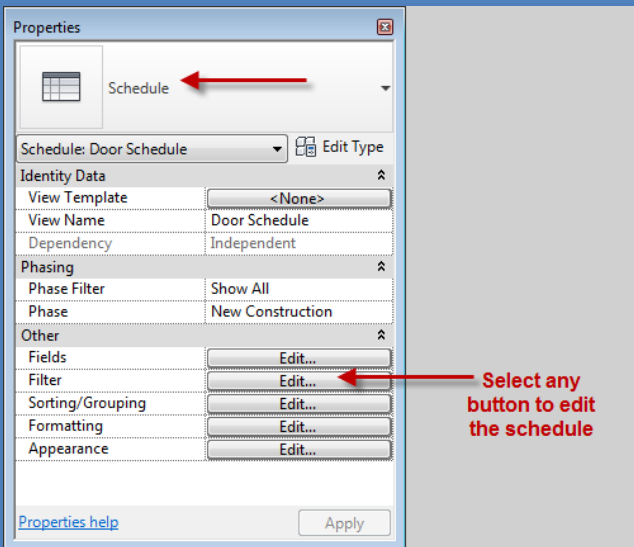 Properties
Schedule
Schedule: Door Schedule Edit Type
Identity Data
View Template <None>
View Name Door Schedule
Dependency Independent
Phasing
Phase Filter Show All
Phase New Construction
Other
Fields Edit...
Filter Edit...
Sorting/Grouping Edit...
Formatting Edit...
Appearance Edit...
Select any
button to edit
the schedule
Properties help Apply